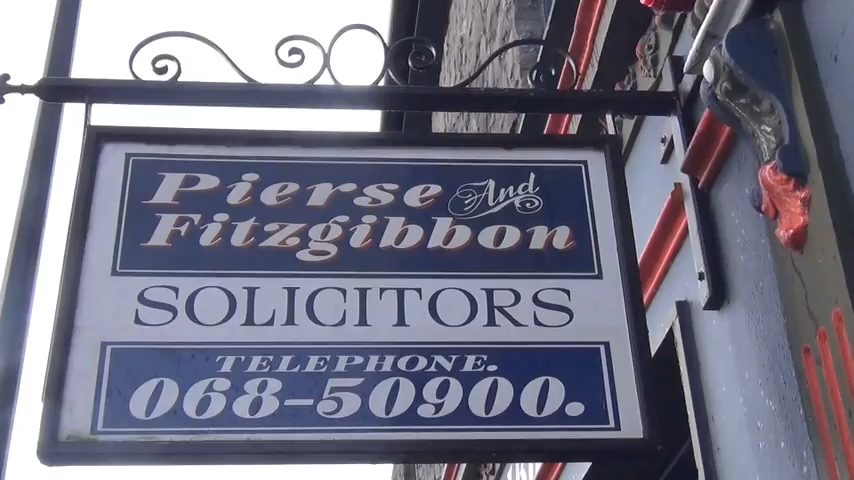 Pierse And
Fitzgibbon
SOLICITORS
TELEPHONE.
068-50900.